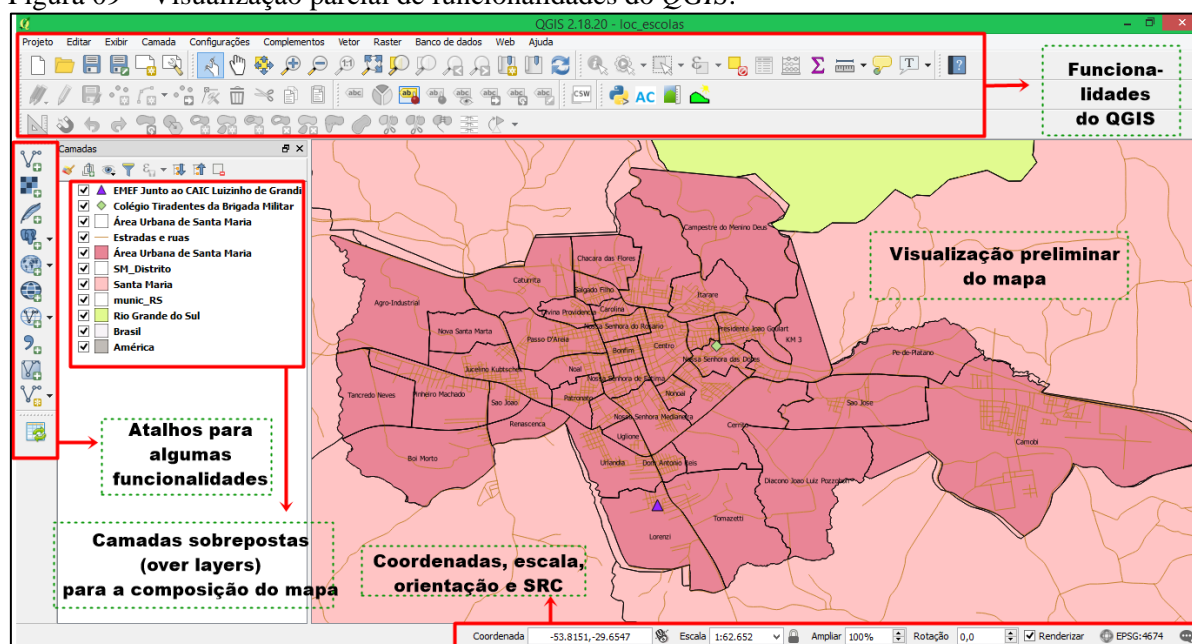 Figura 09 – Visualização parcial de funcionalidades do QGIS.
QGIS 2.18.20 - loc_escolas
Projeto Editar Exibir Camada Configurações Complementos Vetor Raster Banco de dados Web Ajuda
Funciona-
lidades
do QGIS
Camadas
EMEF Junto ao CAIC Luizinho de Grandi
Colégio Tiradentes da Brigada Militar
Área Urbana de Santa Maria
Estradas e ruas
Área Urbana de Santa Maria
SM_Distrito
Santa Maria
munic_RS
Rio Grande do Sul
Brasil
América
Atalhos para
algumas
funcionalidades
Camadas sobrepostas
(over layers)
para a composição do mapa
Visualização preliminar
do mapa
Campestre do Menino Deus
Chacara das Flores
Caturrita
Salgado Filho
Itarare
Agro-Industrial
Divina Providencia
Carolina
Nova Santa Marta
Nossa Senhora do Rosario
Presidente Joao Goulart
Passo D'Areia
Centro
KM 3
Bonfim
Nossa Senhora das Dores
Pe-de-Platano
Jucelino Kubtschek
Noal
Nossa Senhora de Fatima
Tancredo Neves
Pinheiro Machado
Sao Joao
Patronato
Nonoai
Sao Jose
Nossa Senhora Medianeira
Renascenca
Cerrito
Uglione
Camobi
Boi Morto
Urlandia
Dom Antonio Reis
Diacono Joao Luiz Pozzobon
Tomazetti
Lorenzi
Coordenadas, escala,
orientação e SRC
Coordenada -53.8151,-29.6547 Escala 1:62.652 Ampliar 100% Rotação 0,0 Renderizar EPSG:4674